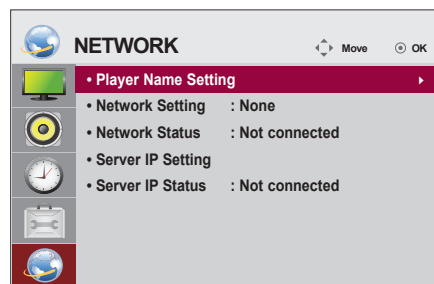 NETWORK Move OK
• Player Name Setting
• Network Setting : None
• Network Status : Not connected
• Server IP Setting
• Server IP Status : Not connected